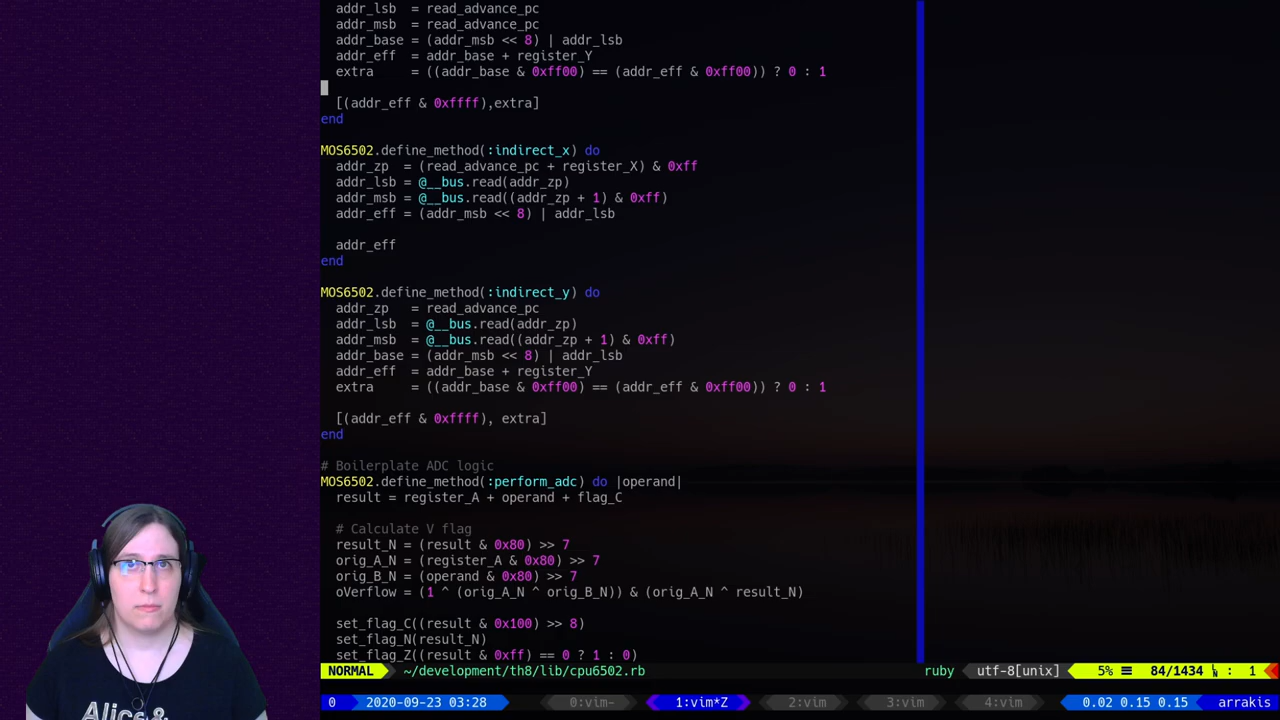 addr_lsb  = read_advance_pc
addr_msb  = read_advance_pc
addr_base = (addr_msb << 8) | addr_lsb
addr_eff  = addr_base + register_Y
extra     = ((addr_base & 0xff00) == (addr_eff & 0xff00)) ? 0 : 1
[(addr_eff & 0xffff),extra]
end
MOS6502.define_method(:indirect_x) do
addr_zp  = (read_advance_pc + register_X) & 0xff
addr_lsb = @__bus.read(addr_zp)
addr_msb = @__bus.read((addr_zp + 1) & 0xff)
addr_eff = (addr_msb << 8) | addr_lsb
addr_eff
end
MOS6502.define_method(:indirect_y) do
addr_zp   = read_advance_pc
addr_lsb  = @__bus.read(addr_zp)
addr_msb  = @__bus.read((addr_zp + 1) & 0xff)
addr_base = (addr_msb << 8) | addr_lsb
addr_eff  = addr_base + register_Y
extra     = ((addr_base & 0xff00) == (addr_eff & 0xff00)) ? 0 : 1
[(addr_eff & 0xffff), extra]
end
# Boilerplate ADC logic
MOS6502.define_method(:perform_adc) do |operand|
result = register_A + operand + flag_C
# Calculate V flag
result_N = (result & 0x80) >> 7
orig_A_N = (register_A & 0x80) >> 7
orig_B_N = (operand & 0x80) >> 7
oVerflow = (1 ^ (orig_A_N ^ orig_B_N)) & (orig_A_N ^ result_N)
set_flag_C((result & 0x100) >> 8)
set_flag_N(result_N)
set_flag_Z((result & 0xff) == 0 ? 1 : 0)
NORMAL ~/development/th8/lib/cpu6502.rb ruby utf-8[unix] 5% ☰ 84/1434 ㏑ : 1
0 2020-09-23 03:28 0:vim- 1:vim*Z 2:vim 3:vim 4:vim 0.02 0.15 0.15 arrakis
Alice &